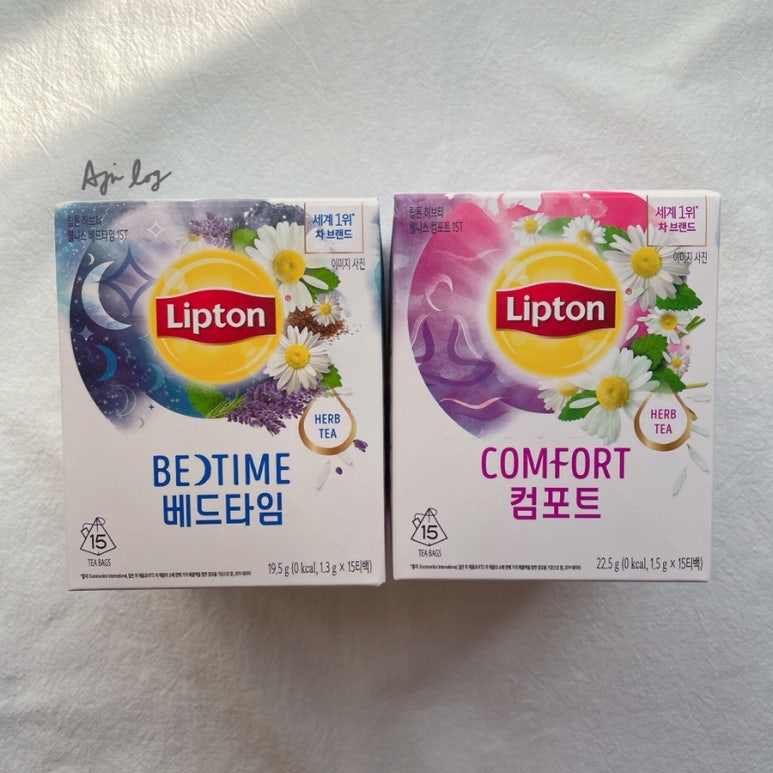 Ajin log
립톤 허브티
웰니스 베드타임 15T
세계 1위*
차 브랜드
이미지 사진
Lipton
®
HERB
TEA
BEDTIME
베드타임
15
TEA BAGS
19.5 g (0 kcal, 1.3 g × 15티백)
립톤 허브티
웰니스 컴포트 15T
세계 1위*
차 브랜드
이미지 사진
Lipton
®
HERB
TEA
COMFORT
컴포트
15
TEA BAGS
22.5 g (0 kcal, 1.5 g × 15티백)